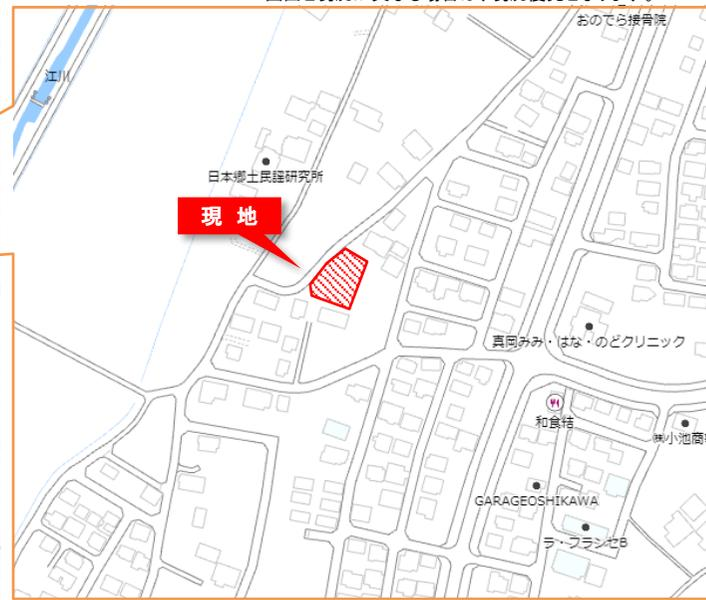 おのでら接骨院
江川
日本郷土民謡研究所
現 地
真岡みみ・はな・のどクリニック
和食結
㈱小池商
GARAGEOSHIKAWA
ラ・フランセB